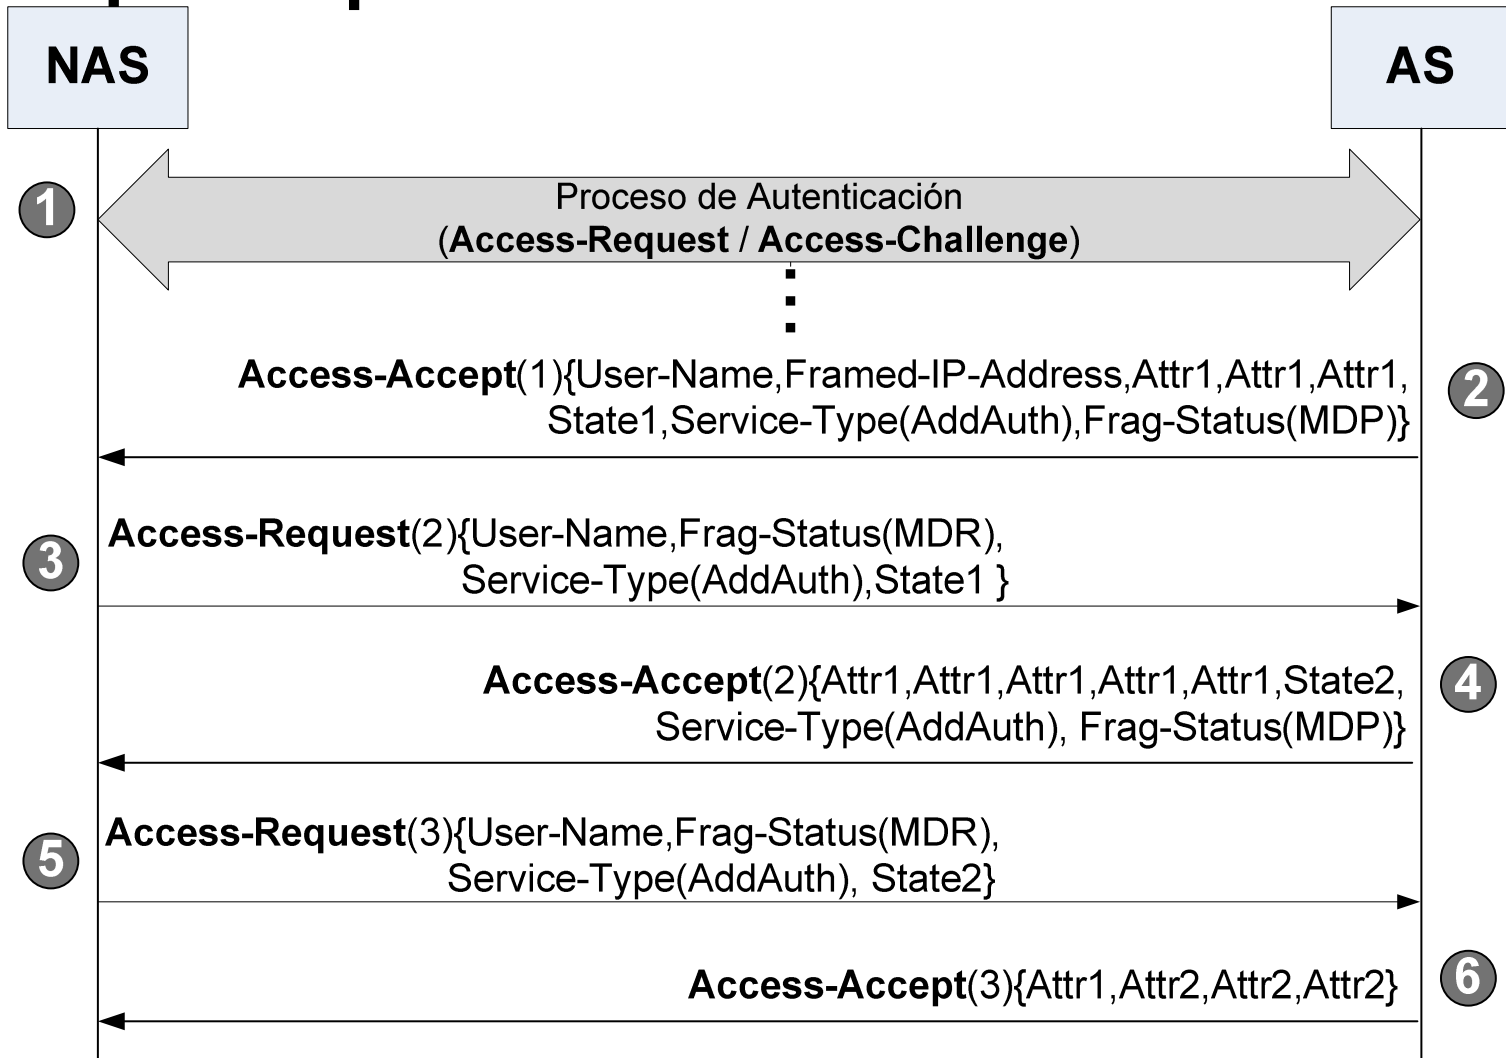 NAS
AS
1
Proceso de Autenticación
(Access-Request / Access-Challenge)
Access-Accept(1){User-Name,Framed-IP-Address,Attr1,Attr1,Attr1,
State1,Service-Type(AddAuth),Frag-Status(MDP)}
2
3
Access-Request(2){User-Name,Frag-Status(MDR),
Service-Type(AddAuth),State1 }
Access-Accept(2){Attr1,Attr1,Attr1,Attr1,Attr1,State2,
Service-Type(AddAuth), Frag-Status(MDP)}
4
5
Access-Request(3){User-Name,Frag-Status(MDR),
Service-Type(AddAuth), State2}
Access-Accept(3){Attr1,Attr2,Attr2,Attr2}
6